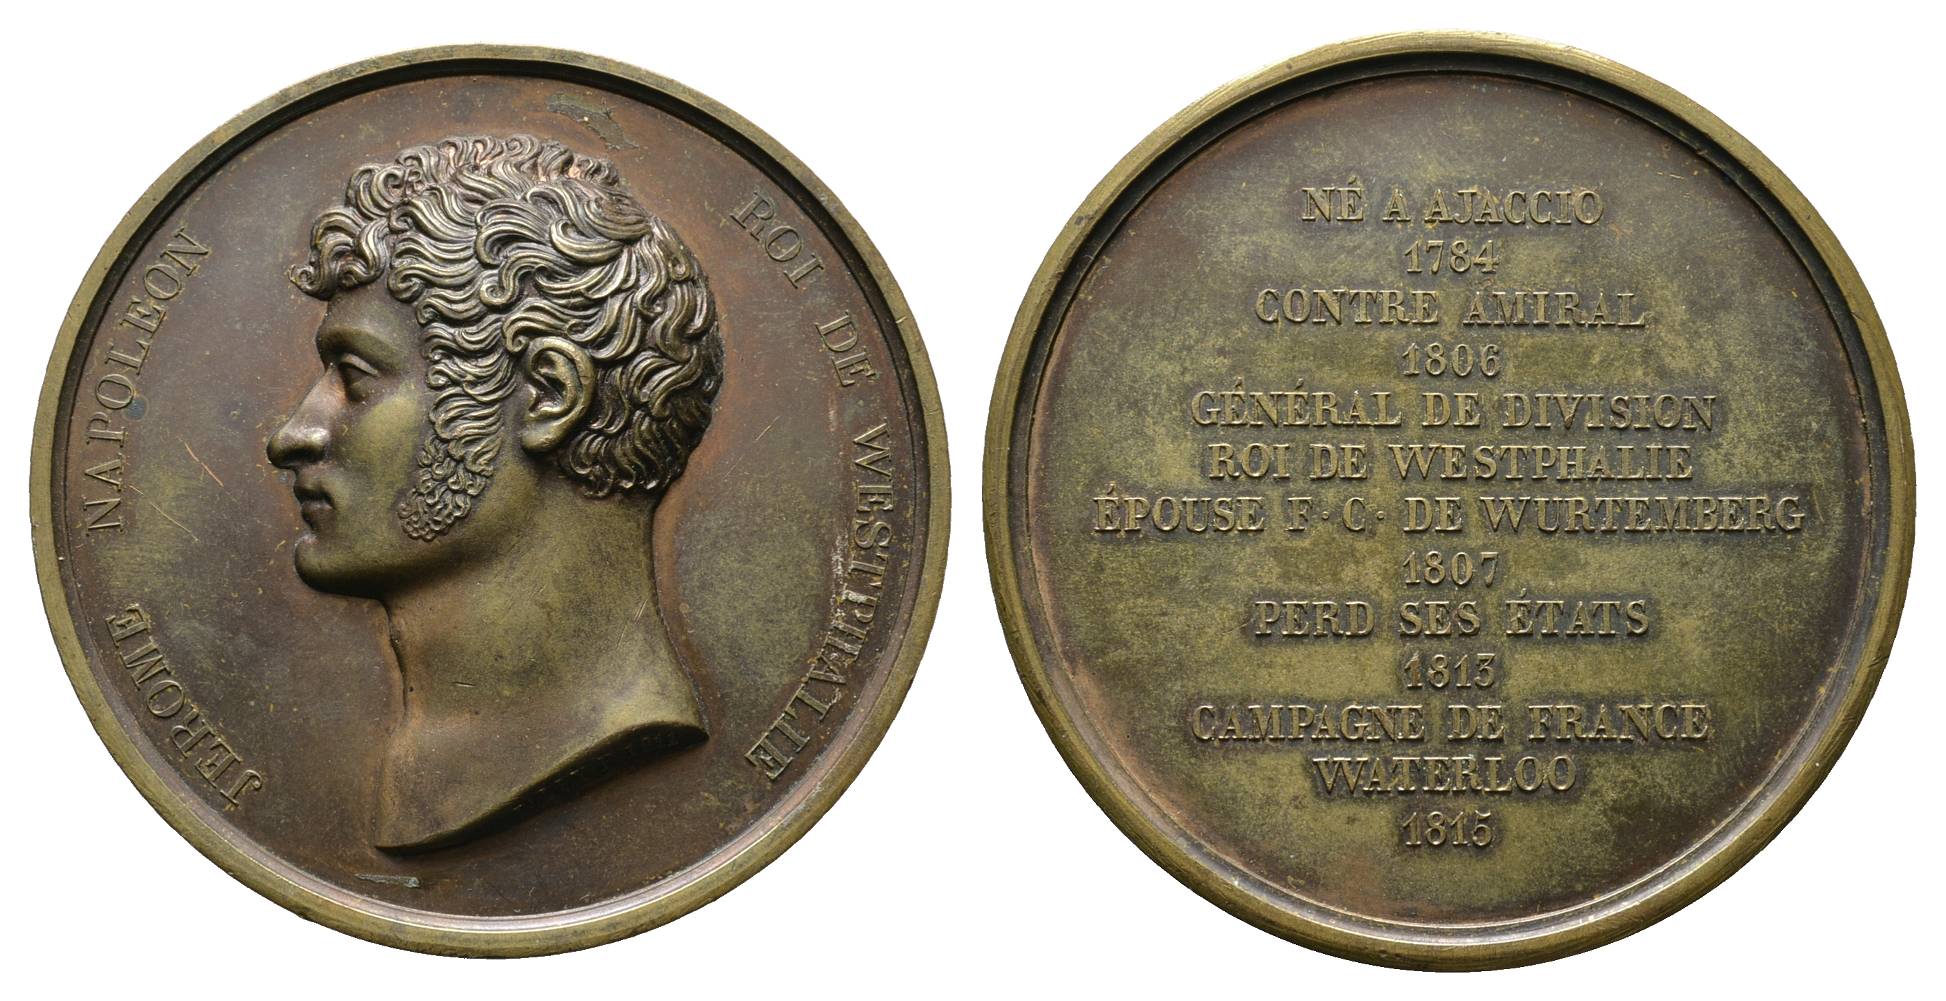 JEROME NAPOLEON ROI DE WESTPHALIE
NÉ A AJACCIO
1784
CONTRE AMIRAL
1806
GÉNÉRAL DE DIVISION
ROI DE WESTPHALIE
ÉPOUSE F. C. DE WURTEMBERG
1807
PERD SES ÉTATS
1813
CAMPAGNE DE FRANCE
WATERLOO
1815